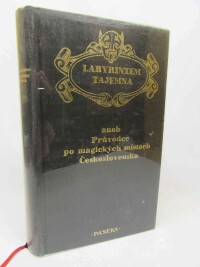 LABYRINTEM
TAJEMNA
aneb
Průvodce
po magických místech
Československa
PASEKA